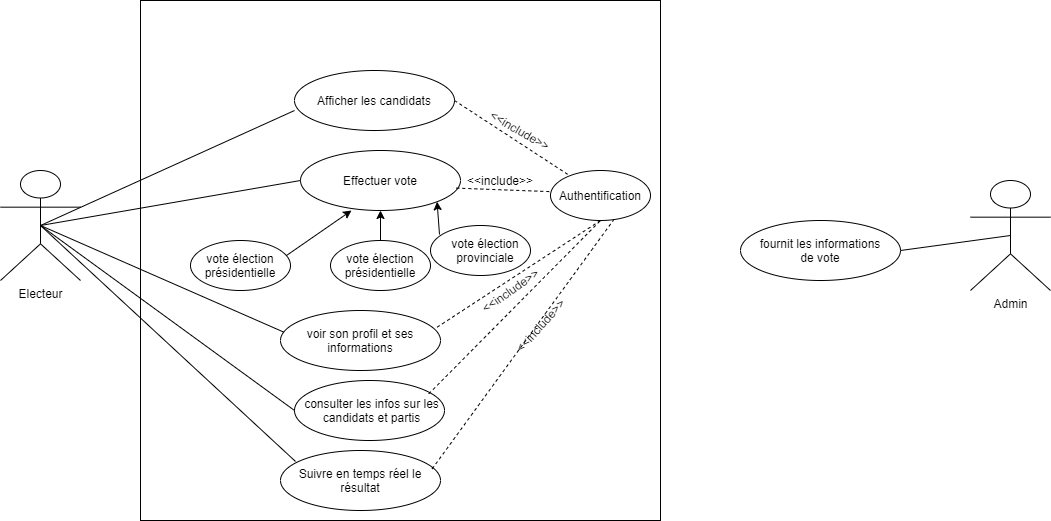 Afficher les candidats
<<include>>
Effectuer vote
<<include>>
Authentification
vote élection
présidentielle
vote élection
présidentielle
vote élection
provinciale
fournit les informations
de vote
Electeur
Admin
<<include>>
voir son profil et ses
informations
<<include>>
consulter les infos sur les
candidats et partis
Suivre en temps réel le
résultat